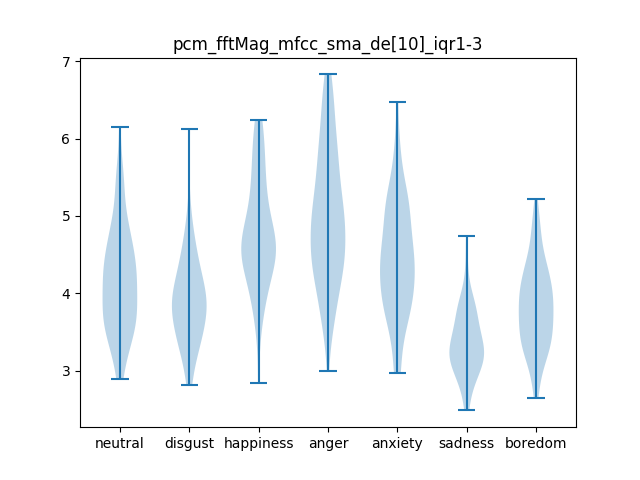 pcm_fftMag_mfcc_sma_de[10]_iqr1-3
7
6
5
4
3
neutral disgust happiness anger anxiety sadness boredom